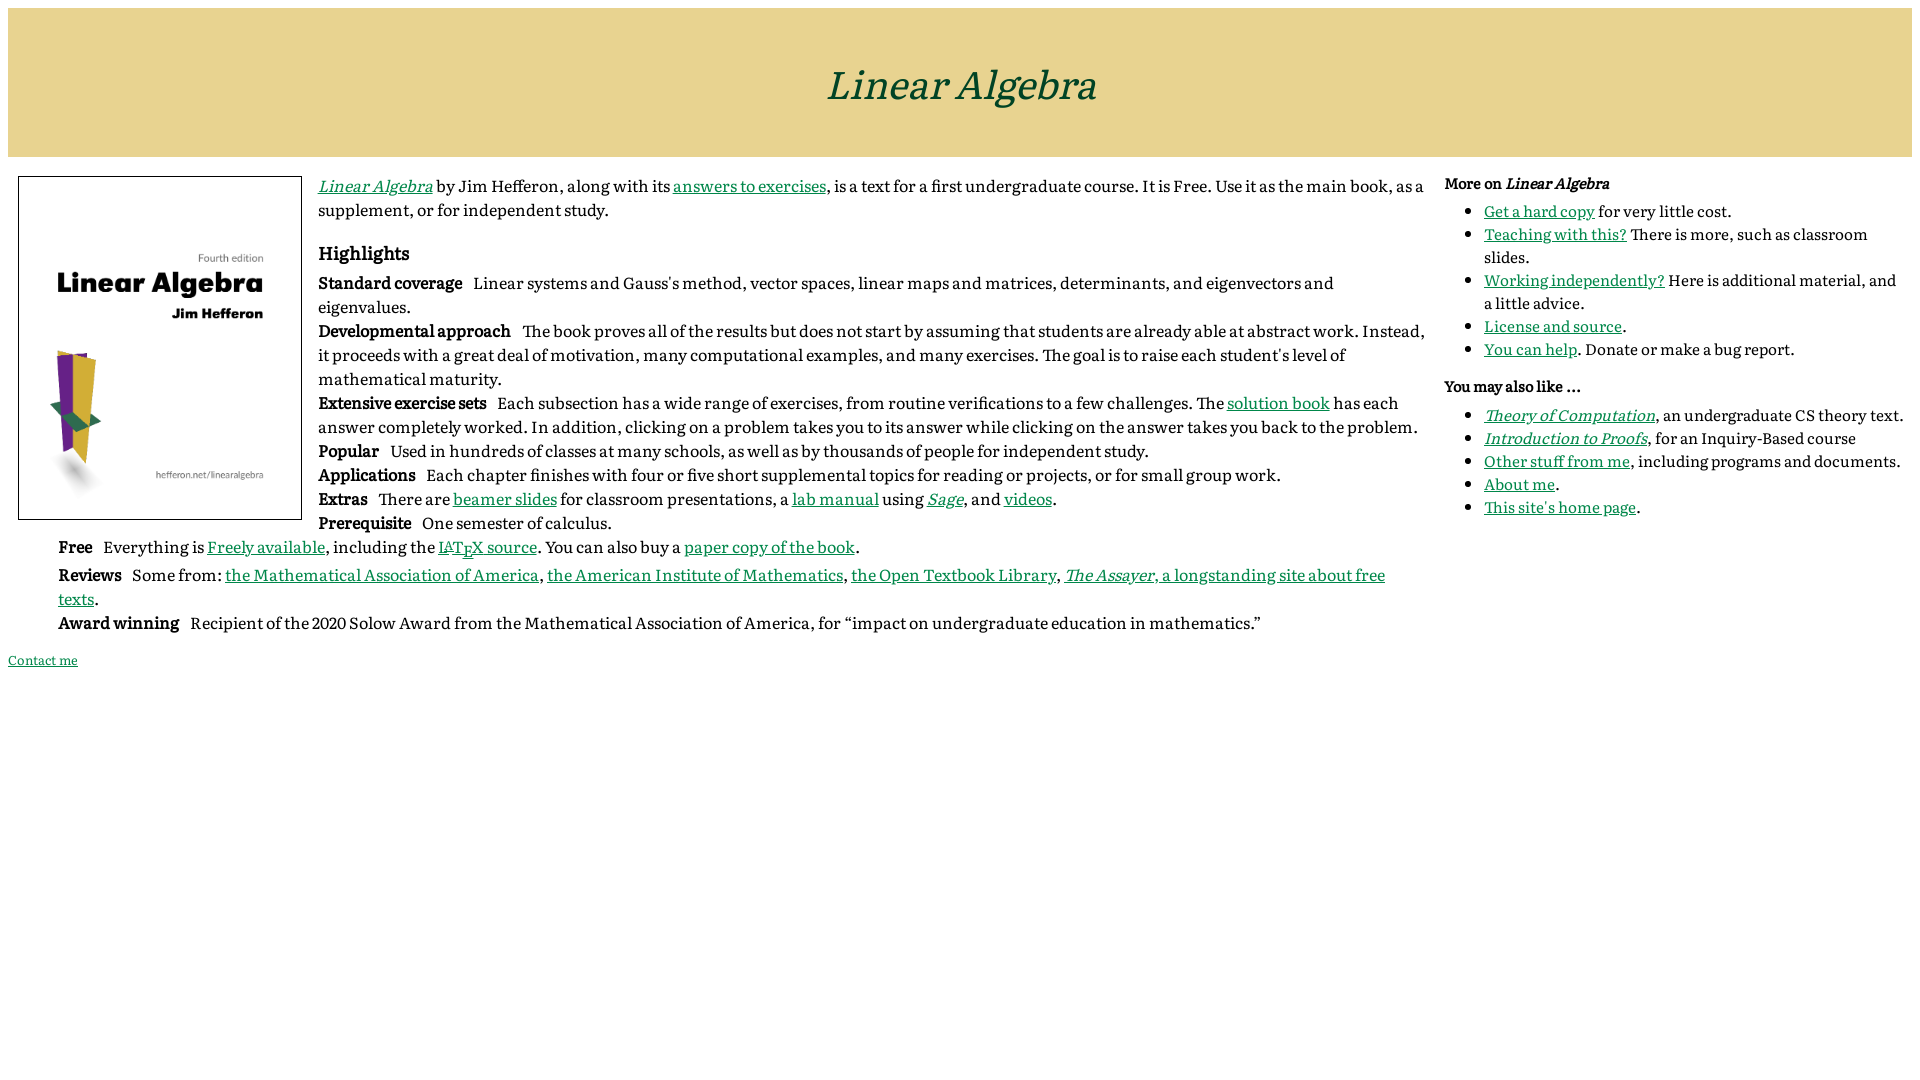 Linear Algebra
Fourth edition
Linear Algebra
Jim Hefferon
hefferon.net/linearalgebra
Linear Algebra by Jim Hefferon, along with its answers to exercises, is a text for a first undergraduate course. It is Free. Use it as the main book, as a
supplement, or for independent study.
Highlights
Standard coverage Linear systems and Gauss's method, vector spaces, linear maps and matrices, determinants, and eigenvectors and
eigenvalues.
Developmental approach The book proves all of the results but does not start by assuming that students are already able at abstract work. Instead,
it proceeds with a great deal of motivation, many computational examples, and many exercises. The goal is to raise each student's level of
mathematical maturity.
Extensive exercise sets Each subsection has a wide range of exercises, from routine verifications to a few challenges. The solution book has each
answer completely worked. In addition, clicking on a problem takes you to its answer while clicking on the answer takes you back to the problem.
Popular Used in hundreds of classes at many schools, as well as by thousands of people for independent study.
Applications Each chapter finishes with four or five short supplemental topics for reading or projects, or for small group work.
Extras There are beamer slides for classroom presentations, a lab manual using Sage, and videos.
Prerequisite One semester of calculus.
Free Everything is Freely available, including the LATEX source. You can also buy a paper copy of the book.
Reviews Some from: the Mathematical Association of America, the American Institute of Mathematics, the Open Textbook Library, The Assayer, a longstanding site about free
texts.
Award winning Recipient of the 2020 Solow Award from the Mathematical Association of America, for “impact on undergraduate education in mathematics.”
More on Linear Algebra
Get a hard copy for very little cost.
Teaching with this? There is more, such as classroom
slides.
Working independently? Here is additional material, and
a little advice.
License and source.
You can help. Donate or make a bug report.
You may also like ...
Theory of Computation, an undergraduate CS theory text.
Introduction to Proofs, for an Inquiry-Based course
Other stuff from me, including programs and documents.
About me.
This site's home page.
Contact me